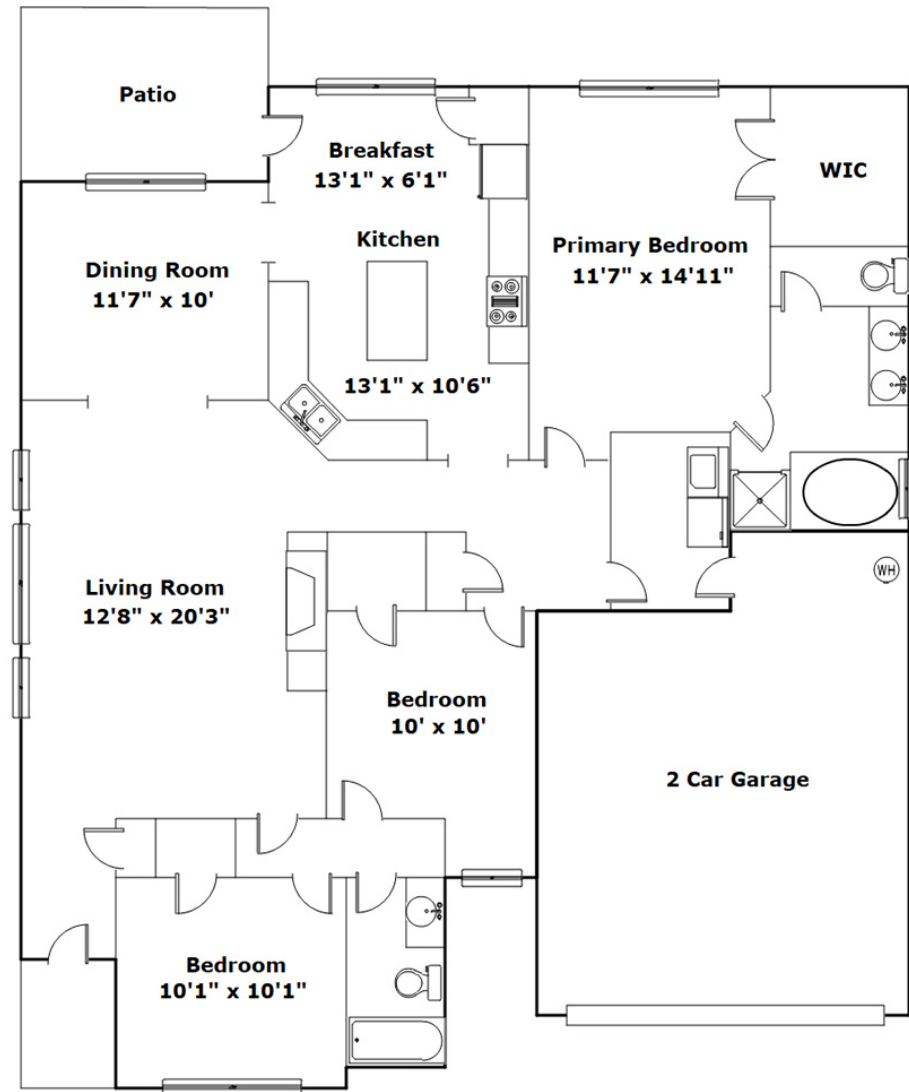 Patio
Breakfast
13'1" x 6'1"
WIC
Kitchen
Primary Bedroom
11'7" x 14'11"
Dining Room
11'7" x 10'
13'1" x 10'6"
WH
Living Room
12'8" x 20'3"
Bedroom
10' x 10'
2 Car Garage
Bedroom
10'1" x 10'1"